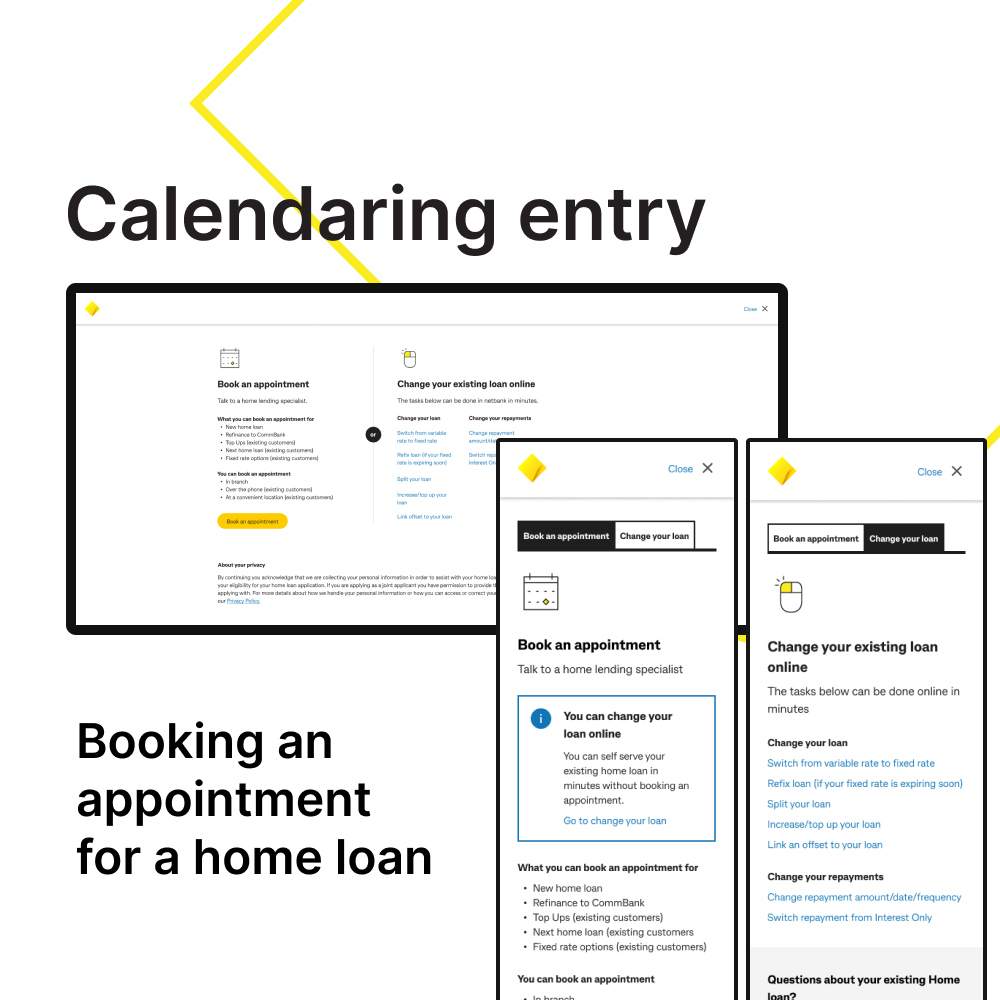 Calendaring entry
Close
Book an appointment
Talk to a home lending specialist.
What you can book an appointment for
• New home loan
• Refinance to CommBank
• Top Ups (existing customers)
• Next home loan (existing customers)
• Fixed rate options (existing customers)
You can book an appointment
• In branch
• Over the phone (existing customers)
• At a convenient location (existing customers)
Book an appointment
or
Change your existing loan online
The tasks below can be done in netbank in minutes.
Change your loan
Switch from variable
rate to fixed rate
Refix loan (if your fixed
rate is expiring soon)
Split your loan
Increase/top up your
loan
Link offset to your loan
Change your repayments
Change repayment
Switch
Interest
About your privacy
By continuing you acknowledge that we are collecting your personal information in order to assist with your home
your eligibility for your home loan application. If you are applying as a joint applicant you have permission to provide
applying with. For more details about how we handle your personal information or how you can access or correct your
our Privacy Policy.
Booking an
appointment
for a home loan
Close
Book an appointment
Change your loan
Book an appointment
Talk to a home lending specialist
i
You can change your
loan online
You can self serve your
existing home loan in
minutes without booking an
appointment.
Go to change your loan
What you can book an appointment for
• New home loan
• Refinance to CommBank
• Top Ups (existing customers)
• Next home loan (existing customers
• Fixed rate options (existing customers)
You can book an appointment
• In branch
Close
Book an appointment
Change your loan
Change your existing loan
online
The tasks below can be done online in
minutes
Change your loan
Switch from variable rate to fixed rate
Refix loan (if your fixed rate is expiring soon)
Split your loan
Increase/top up your loan
Link an offset to your loan
Change your repayments
Change repayment amount/date/frequency
Switch repayment from Interest Only
Questions about your existing Home
loan?